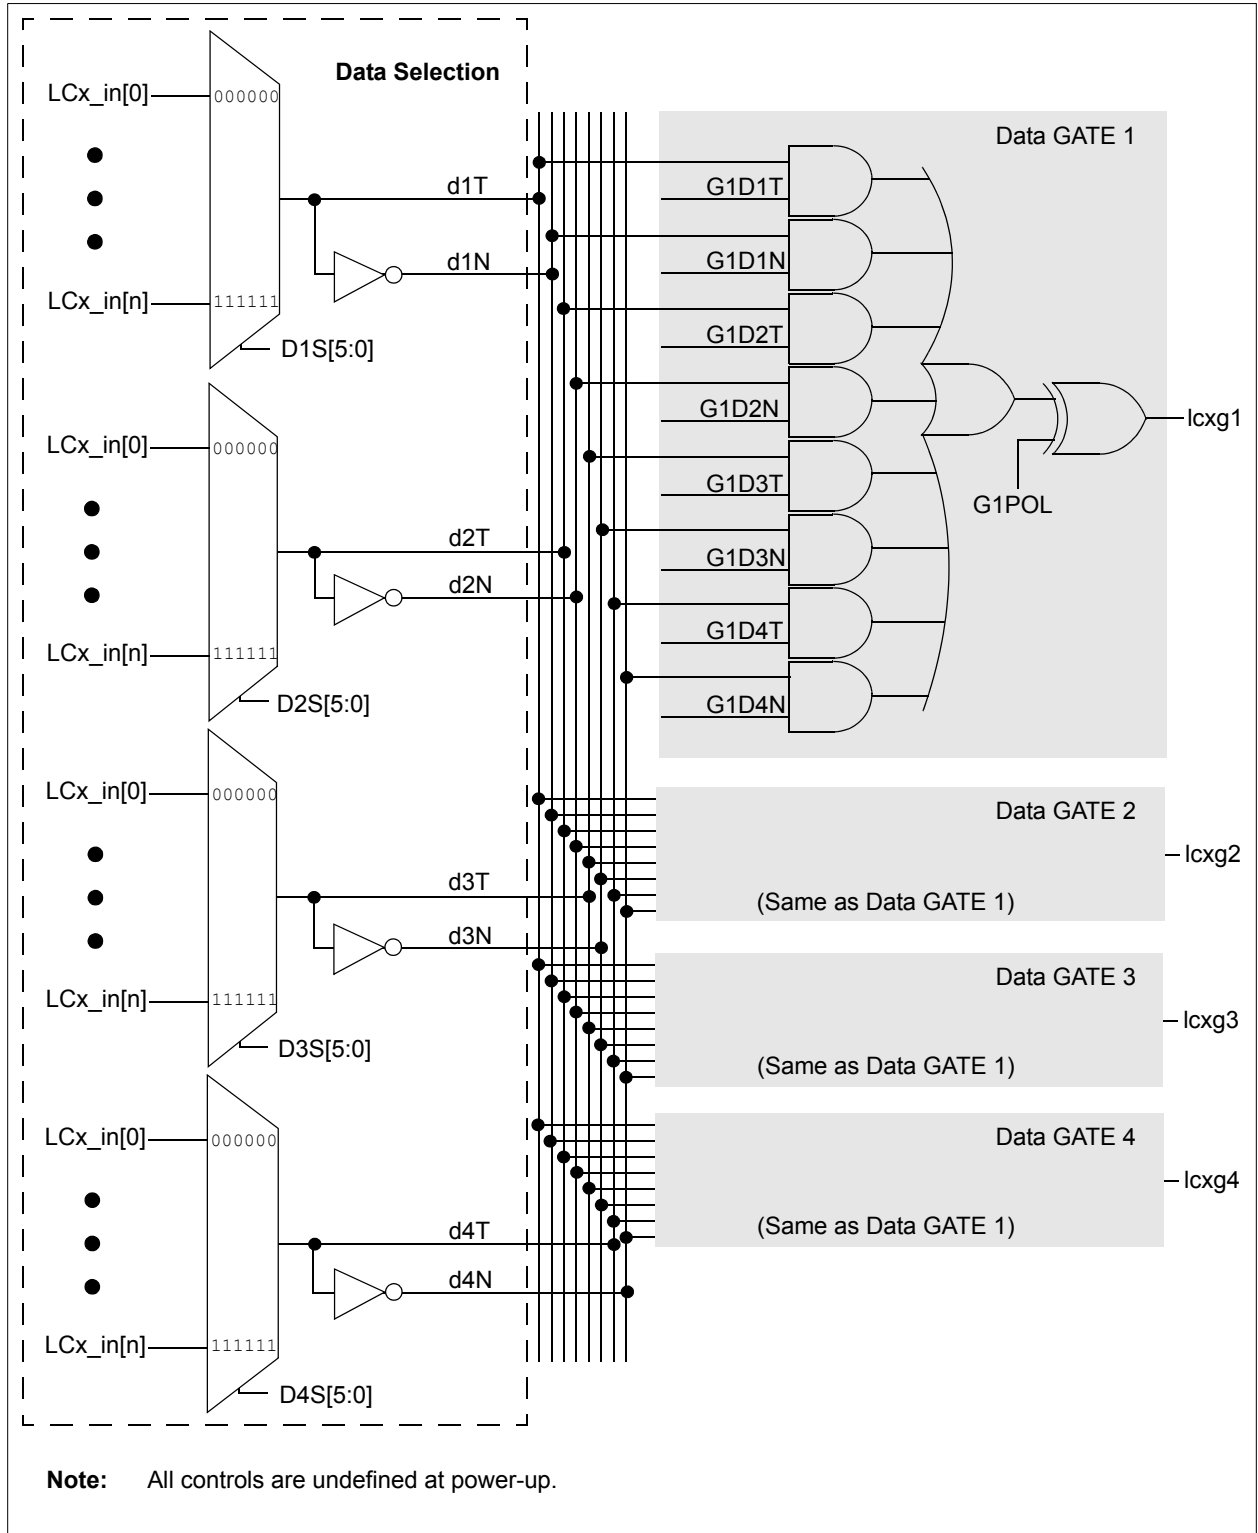 Data Selection
LCx_in[0]
000000
d1T
d1N
LCx_in[n]
111111
D1S[5:0]
LCx_in[0]
000000
d2T
d2N
LCx_in[n]
111111
D2S[5:0]
LCx_in[0]
000000
d3T
d3N
LCx_in[n]
111111
D3S[5:0]
LCx_in[0]
000000
d4T
d4N
LCx_in[n]
111111
D4S[5:0]
Data GATE 1
G1D1T
G1D1N
G1D2T
G1D2N
G1D3T
G1D3N
G1D4T
G1D4N
G1POL
lcxg1
Data GATE 2
(Same as Data GATE 1)
lcxg2
Data GATE 3
(Same as Data GATE 1)
lcxg3
Data GATE 4
(Same as Data GATE 1)
lcxg4
Note: All controls are undefined at power-up.